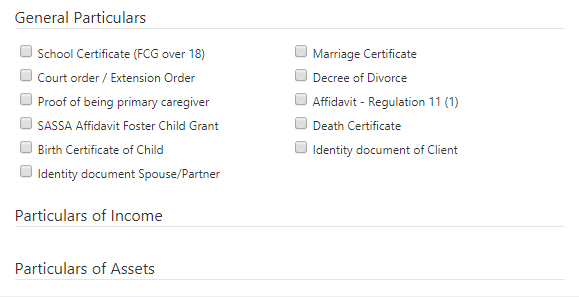 General Particulars
School Certificate (FCG over 18)
Marriage Certificate
Court order / Extension Order
Decree of Divorce
Proof of being primary caregiver
Affidavit - Regulation 11 (1)
SASSA Affidavit Foster Child Grant
Death Certificate
Birth Certificate of Child
Identity document of Client
Identity document Spouse/Partner
Particulars of Income
Particulars of Assets